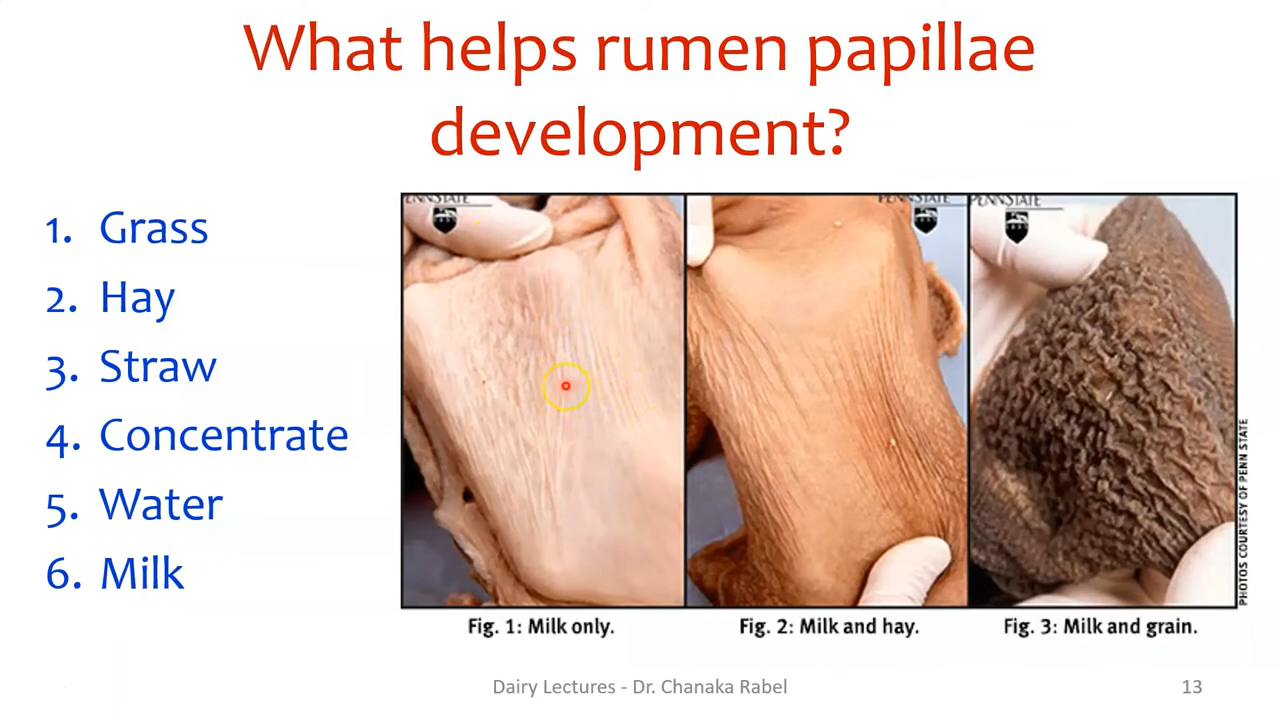 What helps rumen papillae
development?
1. Grass
2. Hay
3. Straw
4. Concentrate
5. Water
6. Milk
PENNSTATE
PENNSTATE
PENNSTATE
PHOTOS COURTESY OF PENN STATE
Fig. 1: Milk only.
Fig. 2: Milk and hay.
Fig. 3: Milk and grain.
Dairy Lectures - Dr. Chanaka Rabel
13